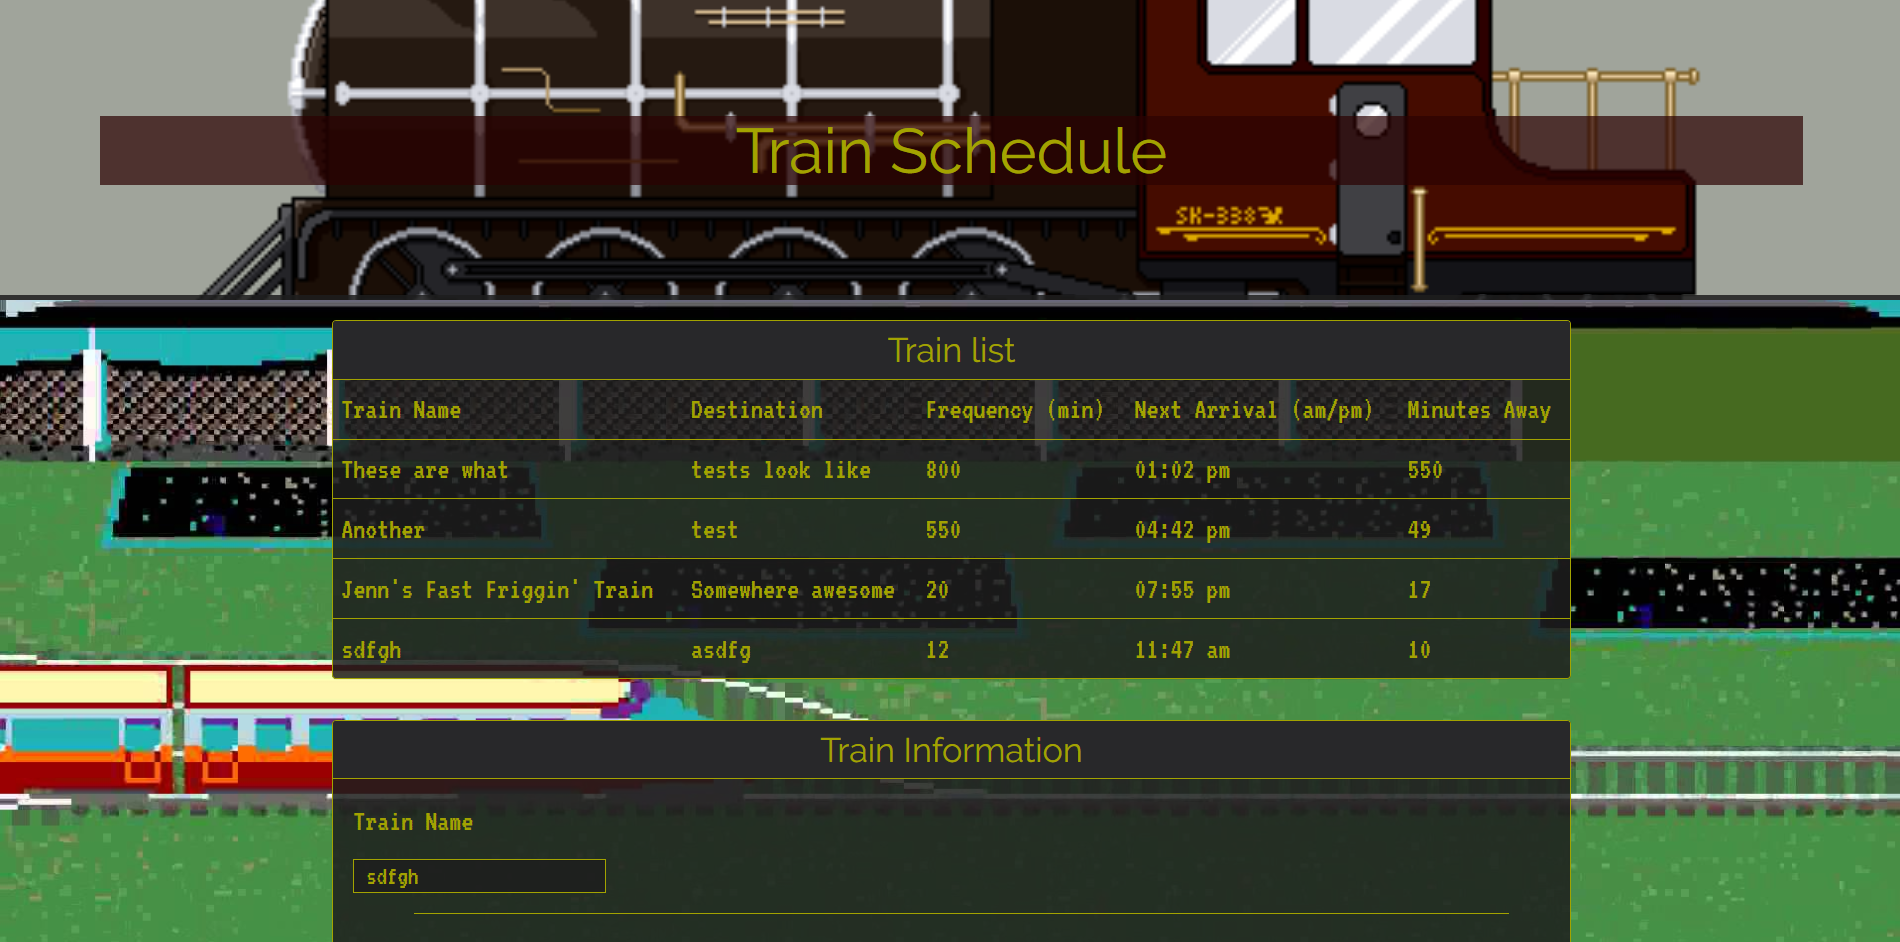 Train Schedule
Train list
Train Name Destination Frequency (min) Next Arrival (am/pm) Minutes Away
These are what tests look like 800 01:02 pm 550
Another test 550 04:42 pm 49
Jenn's Fast Friggin' Train Somewhere awesome 20 07:55 pm 17
sdfgh asdfg 12 11:47 am 10
Train Information
Train Name
sdfgh